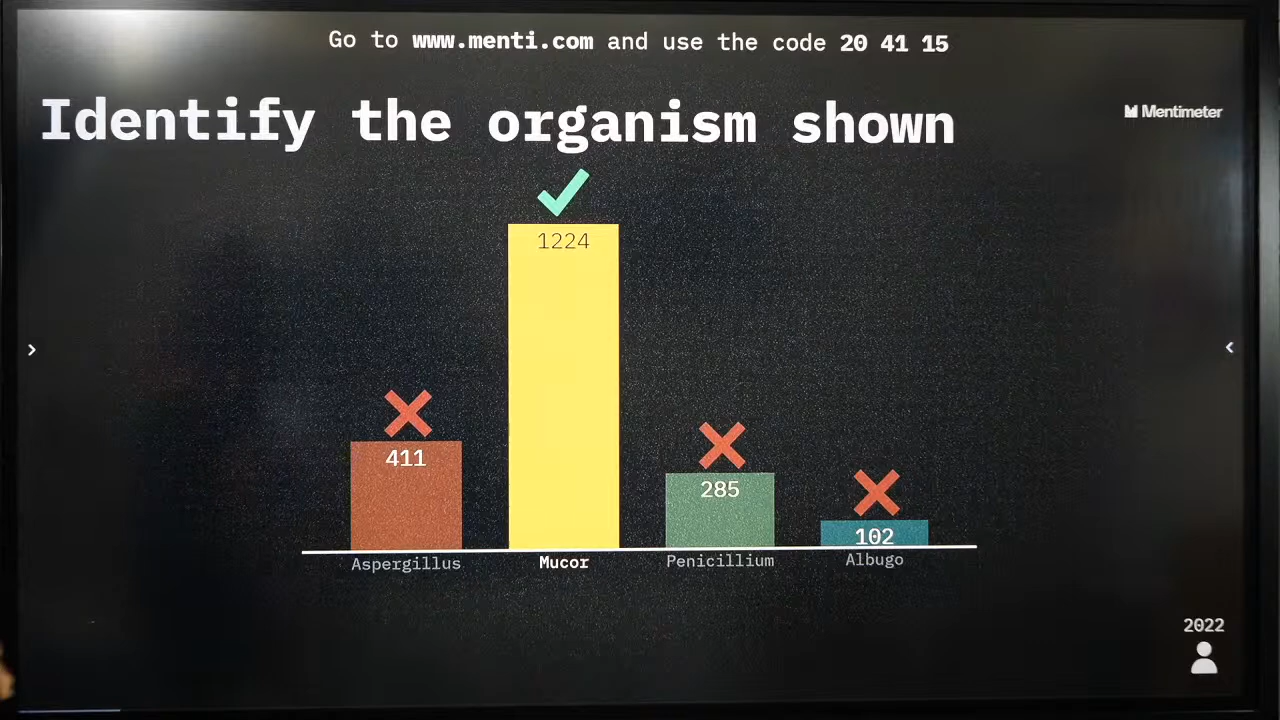 Go to www.menti.com and use the code 20 41 15
Identify the organism shown
Mentimeter
1224
411
285
102
Aspergillus
Mucor
Penicillium
Albugo
2022